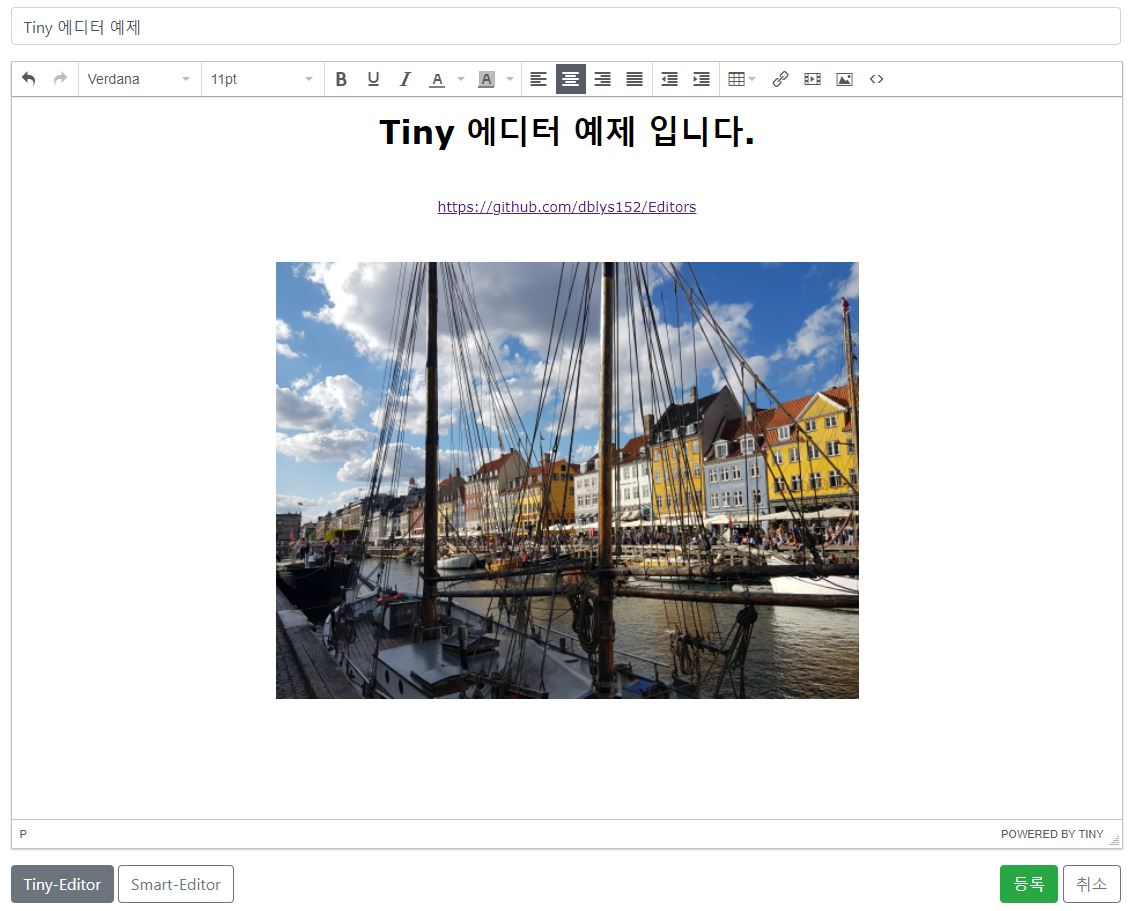 Tiny 에디터 예제
Verdana 11pt B U I A A
Tiny 에디터 예제 입니다.
https://github.com/dblys152/Editors
P POWERED BY TINY
Tiny-Editor Smart-Editor 등록 취소